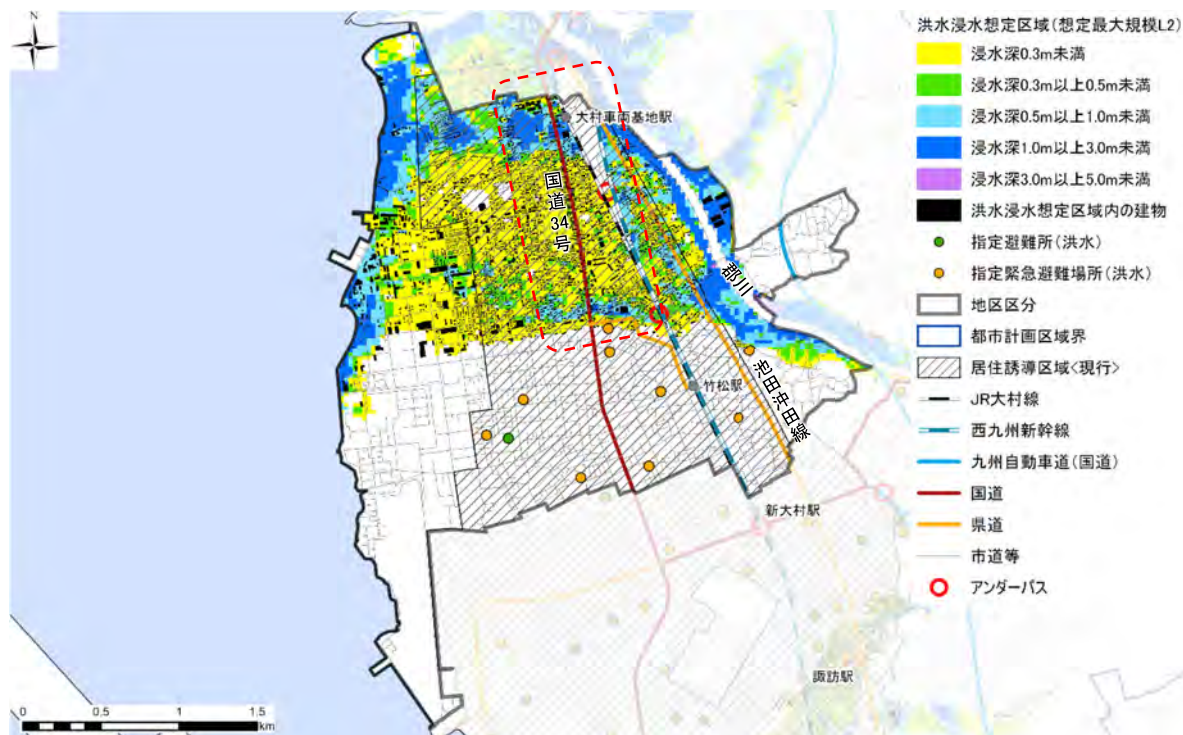 N
洪水浸水想定区域(想定最大規模L2)
浸水深0.3m未満
浸水深0.3m以上0.5m未満
浸水深0.5m以上1.0m未満
浸水深1.0m以上3.0m未満
浸水深3.0m以上5.0m未満
洪水浸水想定区域内の建物
指定避難所(洪水)
指定緊急避難場所(洪水)
地区区分
都市計画区域界
居住誘導区域<現行>
JR大村線
西九州新幹線
九州自動車道(国道)
国道
県道
市道等
アンダーパス
大村車両基地駅
国道34号
郡川
竹松駅
池田沖田線
新大村駅
諏訪駅
0 0.5 1 1.5
km